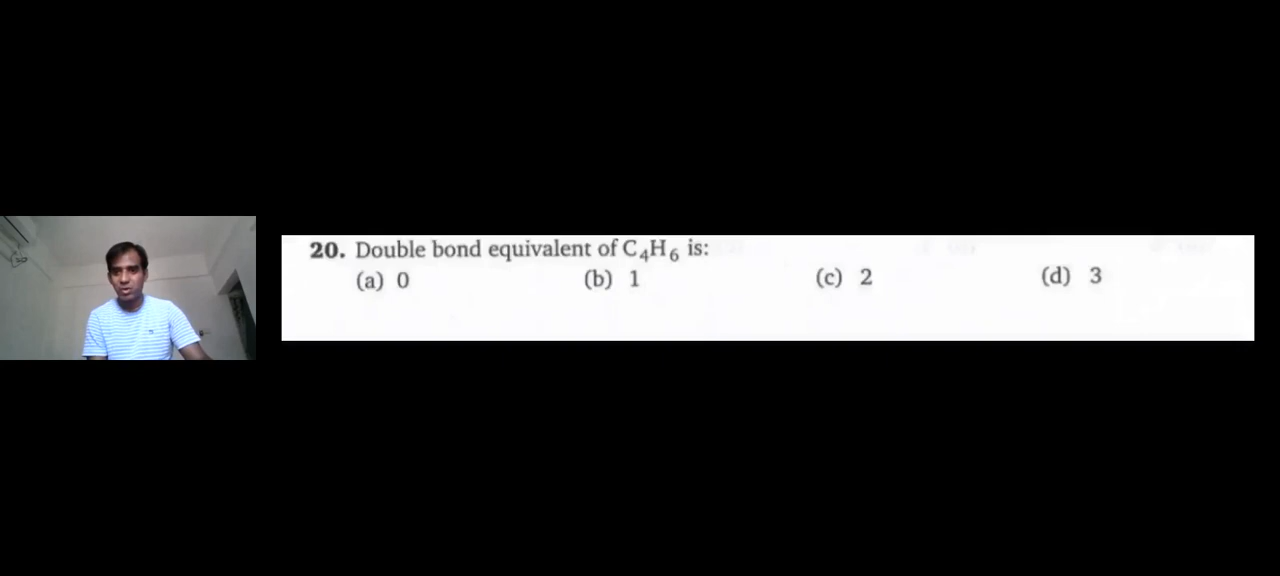 20. Double bond equivalent of C₄H₆ is:
(a) 0 (b) 1 (c) 2 (d) 3